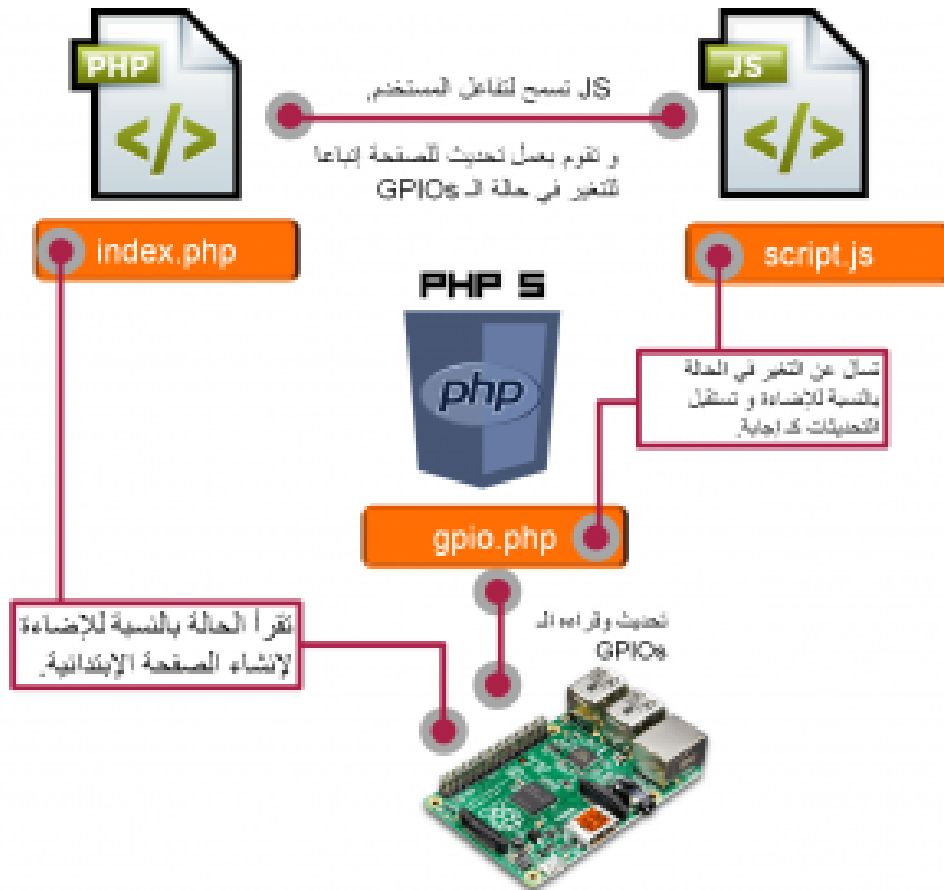 PHP
</>
JS
</>
JS تسمح لتفاعل المستخدم
و تقوم بعمل تحديث للصفحة إتباعا
للتغير في حالة الـ GPIOs
index.php
script.js
PHP 5
php
تسأل عن التغير في الحالة
بالنسبة للإضاءة و تستقبل
التحديثات كـ إجابة.
gpio.php
تقرأ الحالة بالنسبة للإضاءة
لإنشاء الصفحة الإبتدائية.
تحديث وقراءه الـ
GPIOs